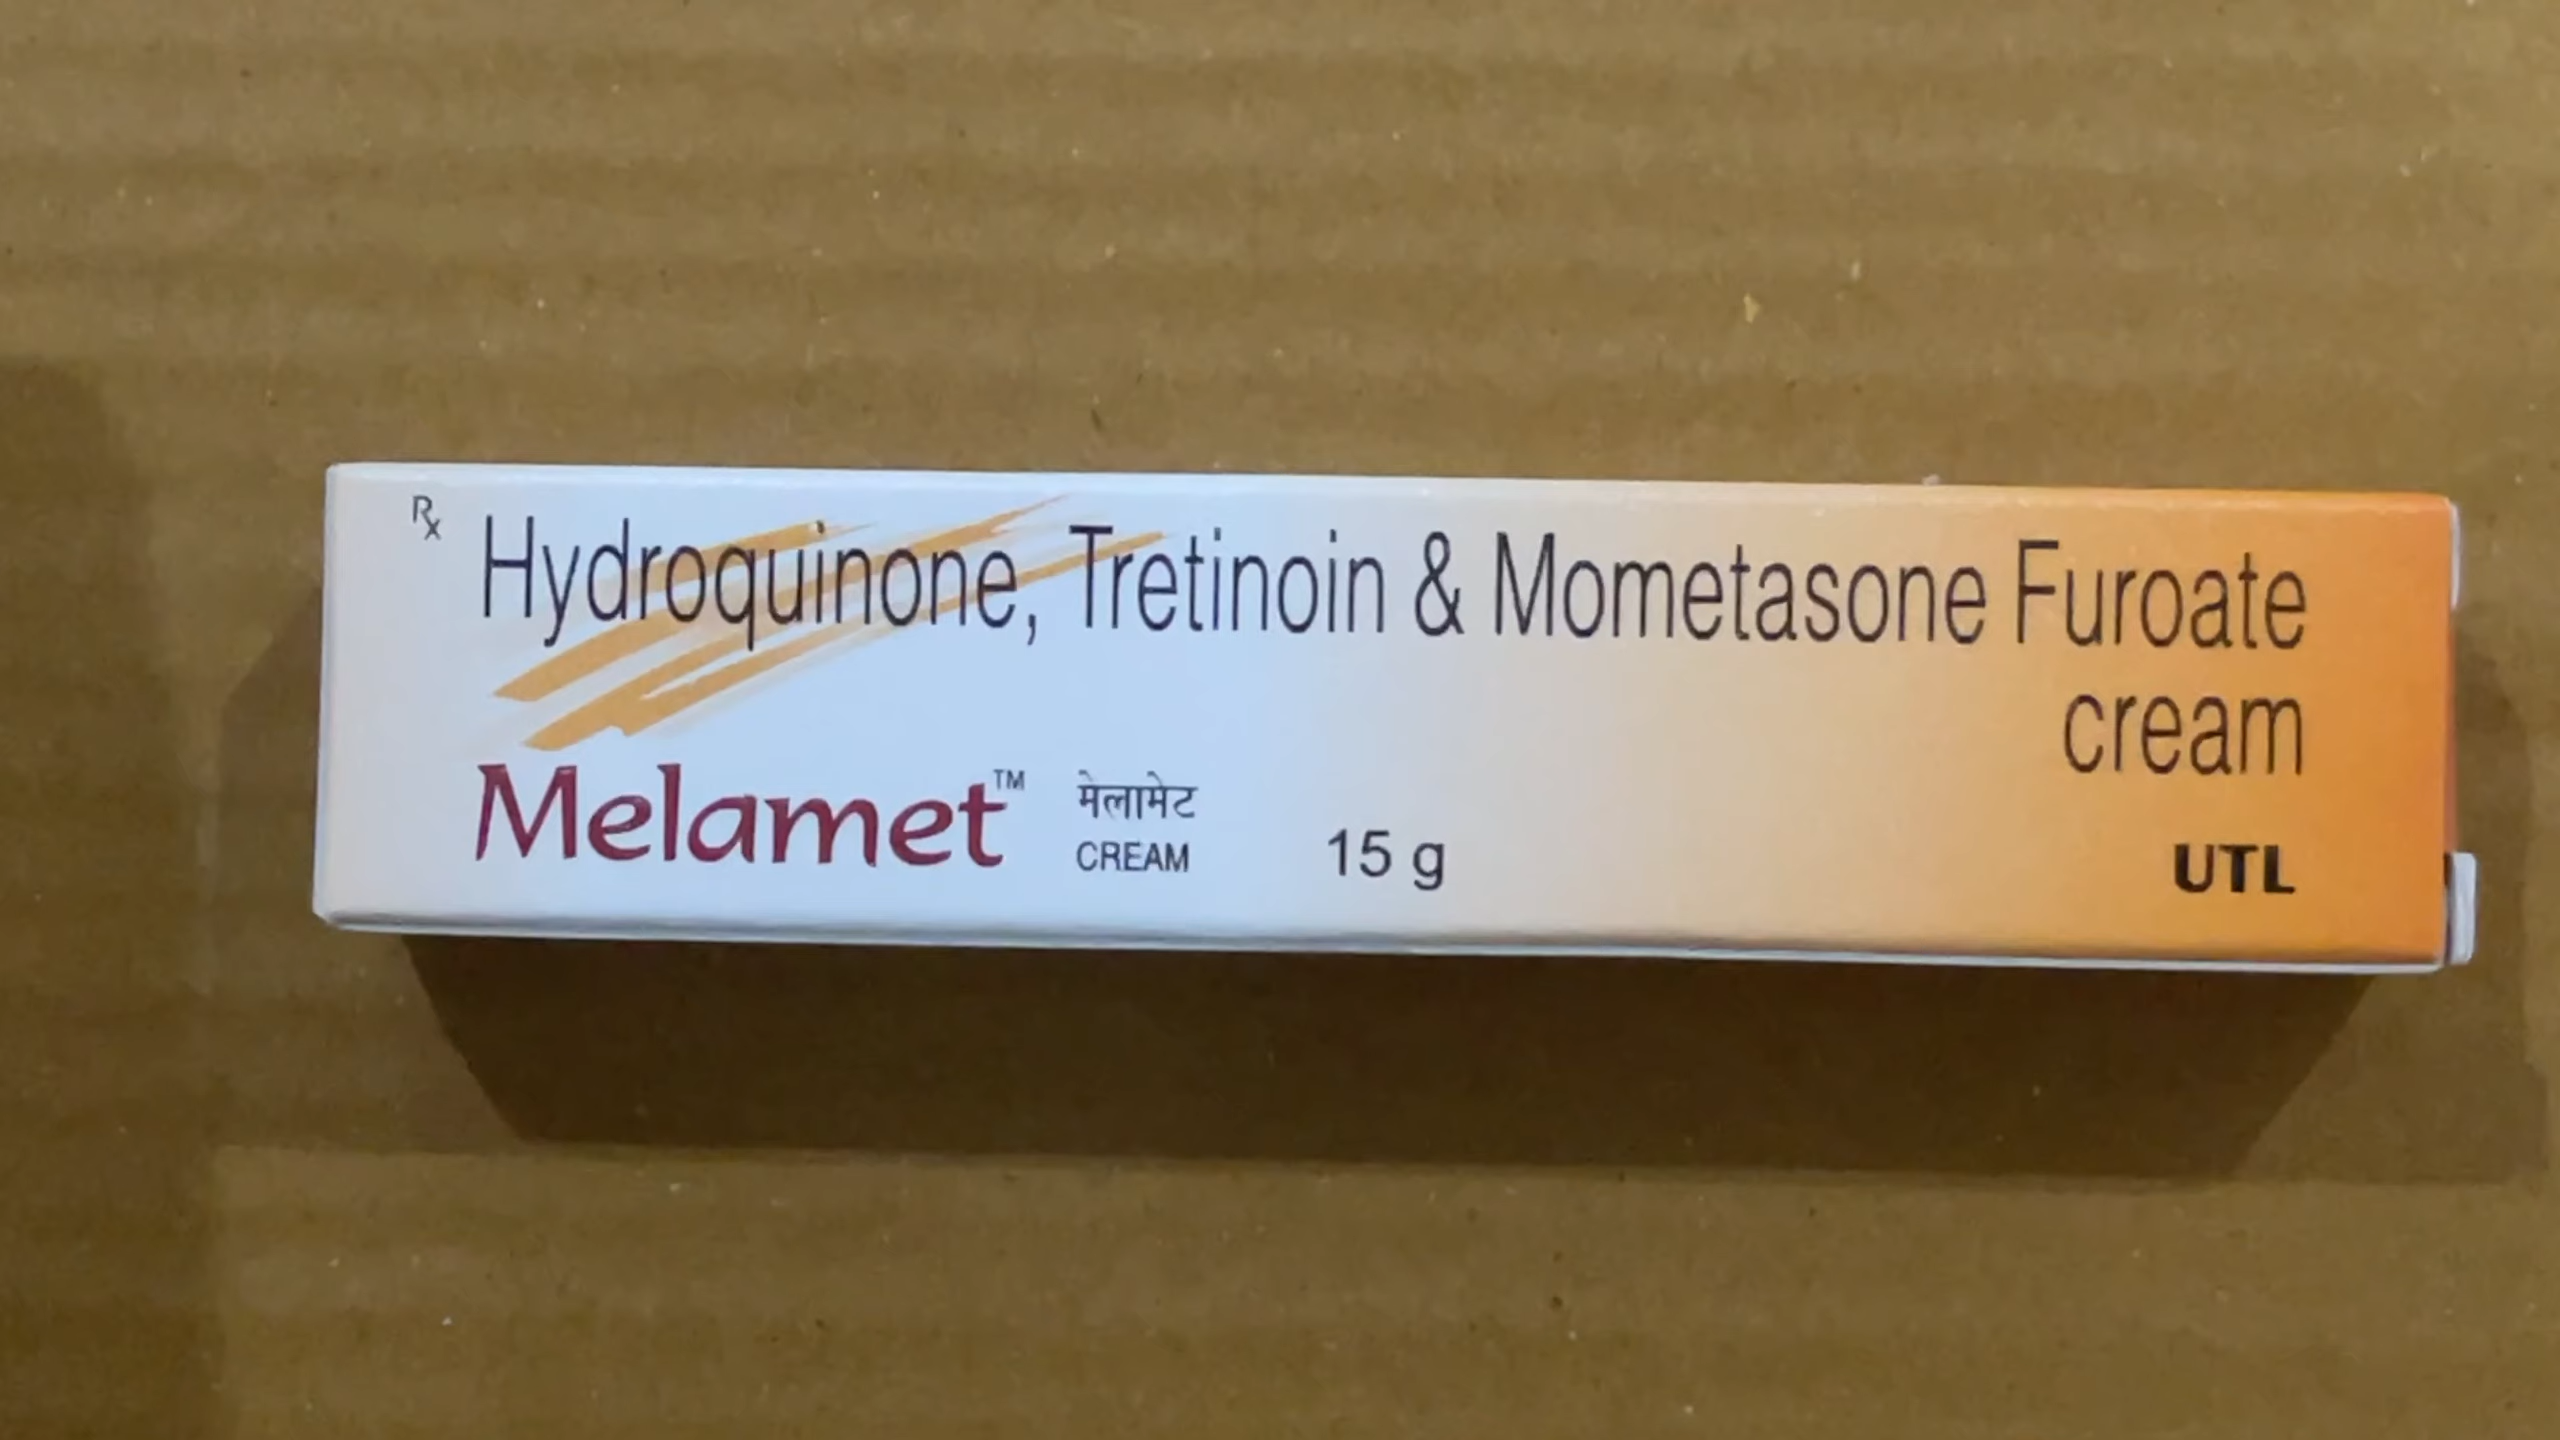 Rx Hydroquinone, Tretinoin & Mometasone Furoate
cream
Melamet™ मेलामेट
CREAM 15 g
UTL